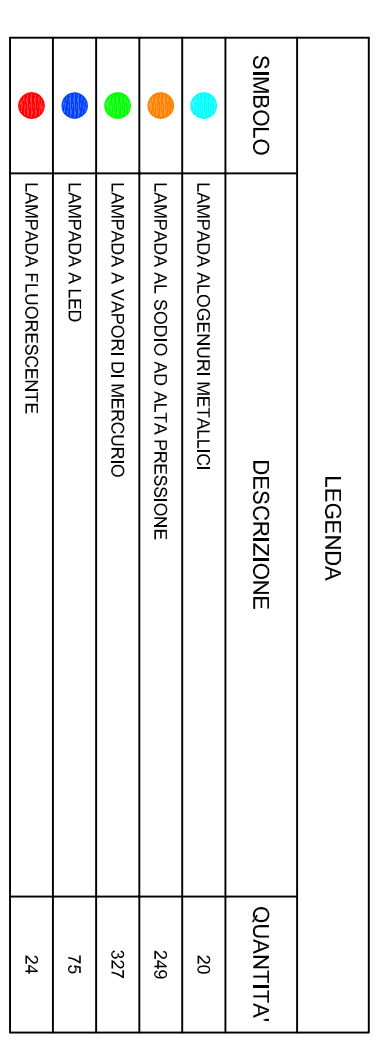 LEGENDA
SIMBOLO DESCRIZIONE QUANTITA'
LAMPADA ALOGENURI METALLICI 20
LAMPADA AL SODIO AD ALTA PRESSIONE 249
LAMPADA A VAPORI DI MERCURIO 327
LAMPADA A LED 75
LAMPADA FLUORESCENTE 24